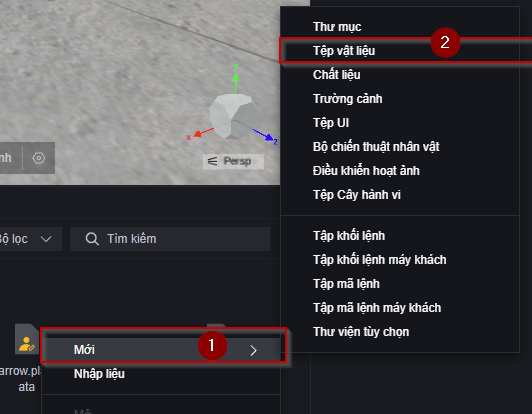 Thư mục
2
Tệp vật liệu
Chất liệu
Trường cảnh
Tệp UI
Bộ chiến thuật nhân vật
Điều khiển hoạt ảnh
Tệp Cây hành vi
Tập khối lệnh
Tập khối lệnh máy khách
Tập mã lệnh
Tập mã lệnh máy khách
Thư viện tùy chọn
Y
X
Z
nh
Persp
Bộ lọc
Tìm kiếm
arrow.pl
ata
1
Mới
Nhập liệu